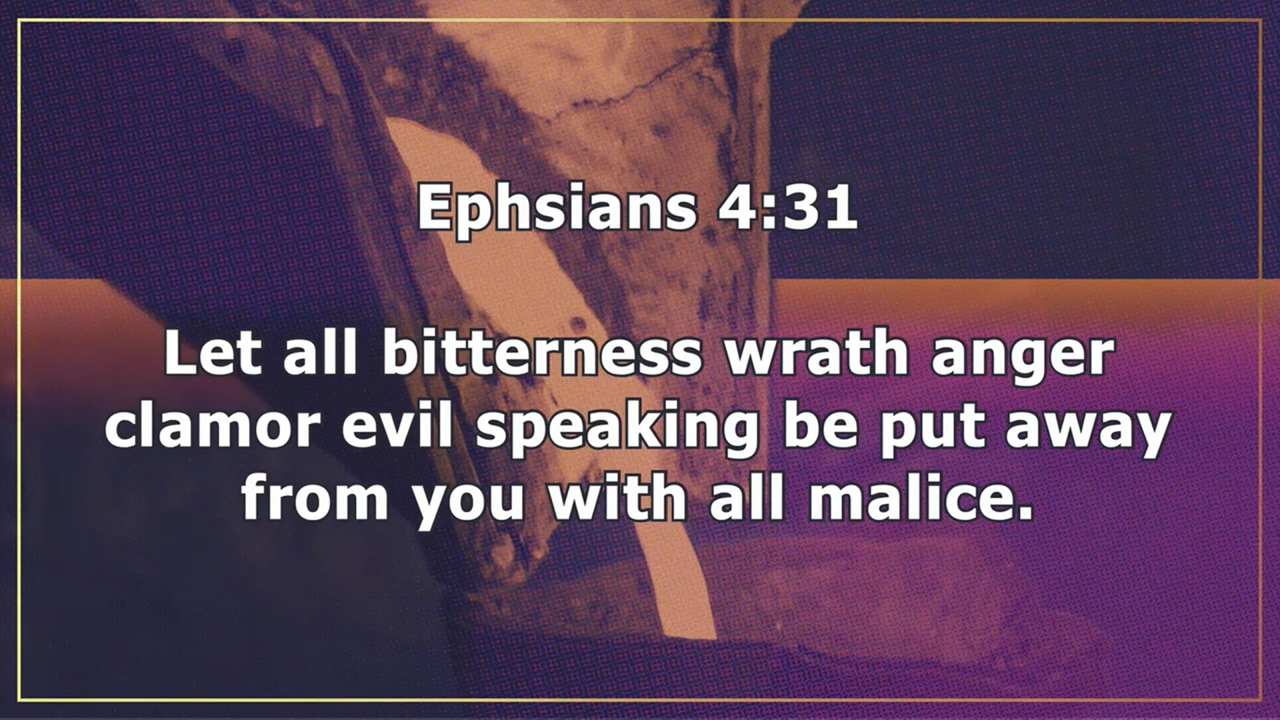 Ephsians 4:31
Let all bitterness wrath anger
clamor evil speaking be put away
from you with all malice.